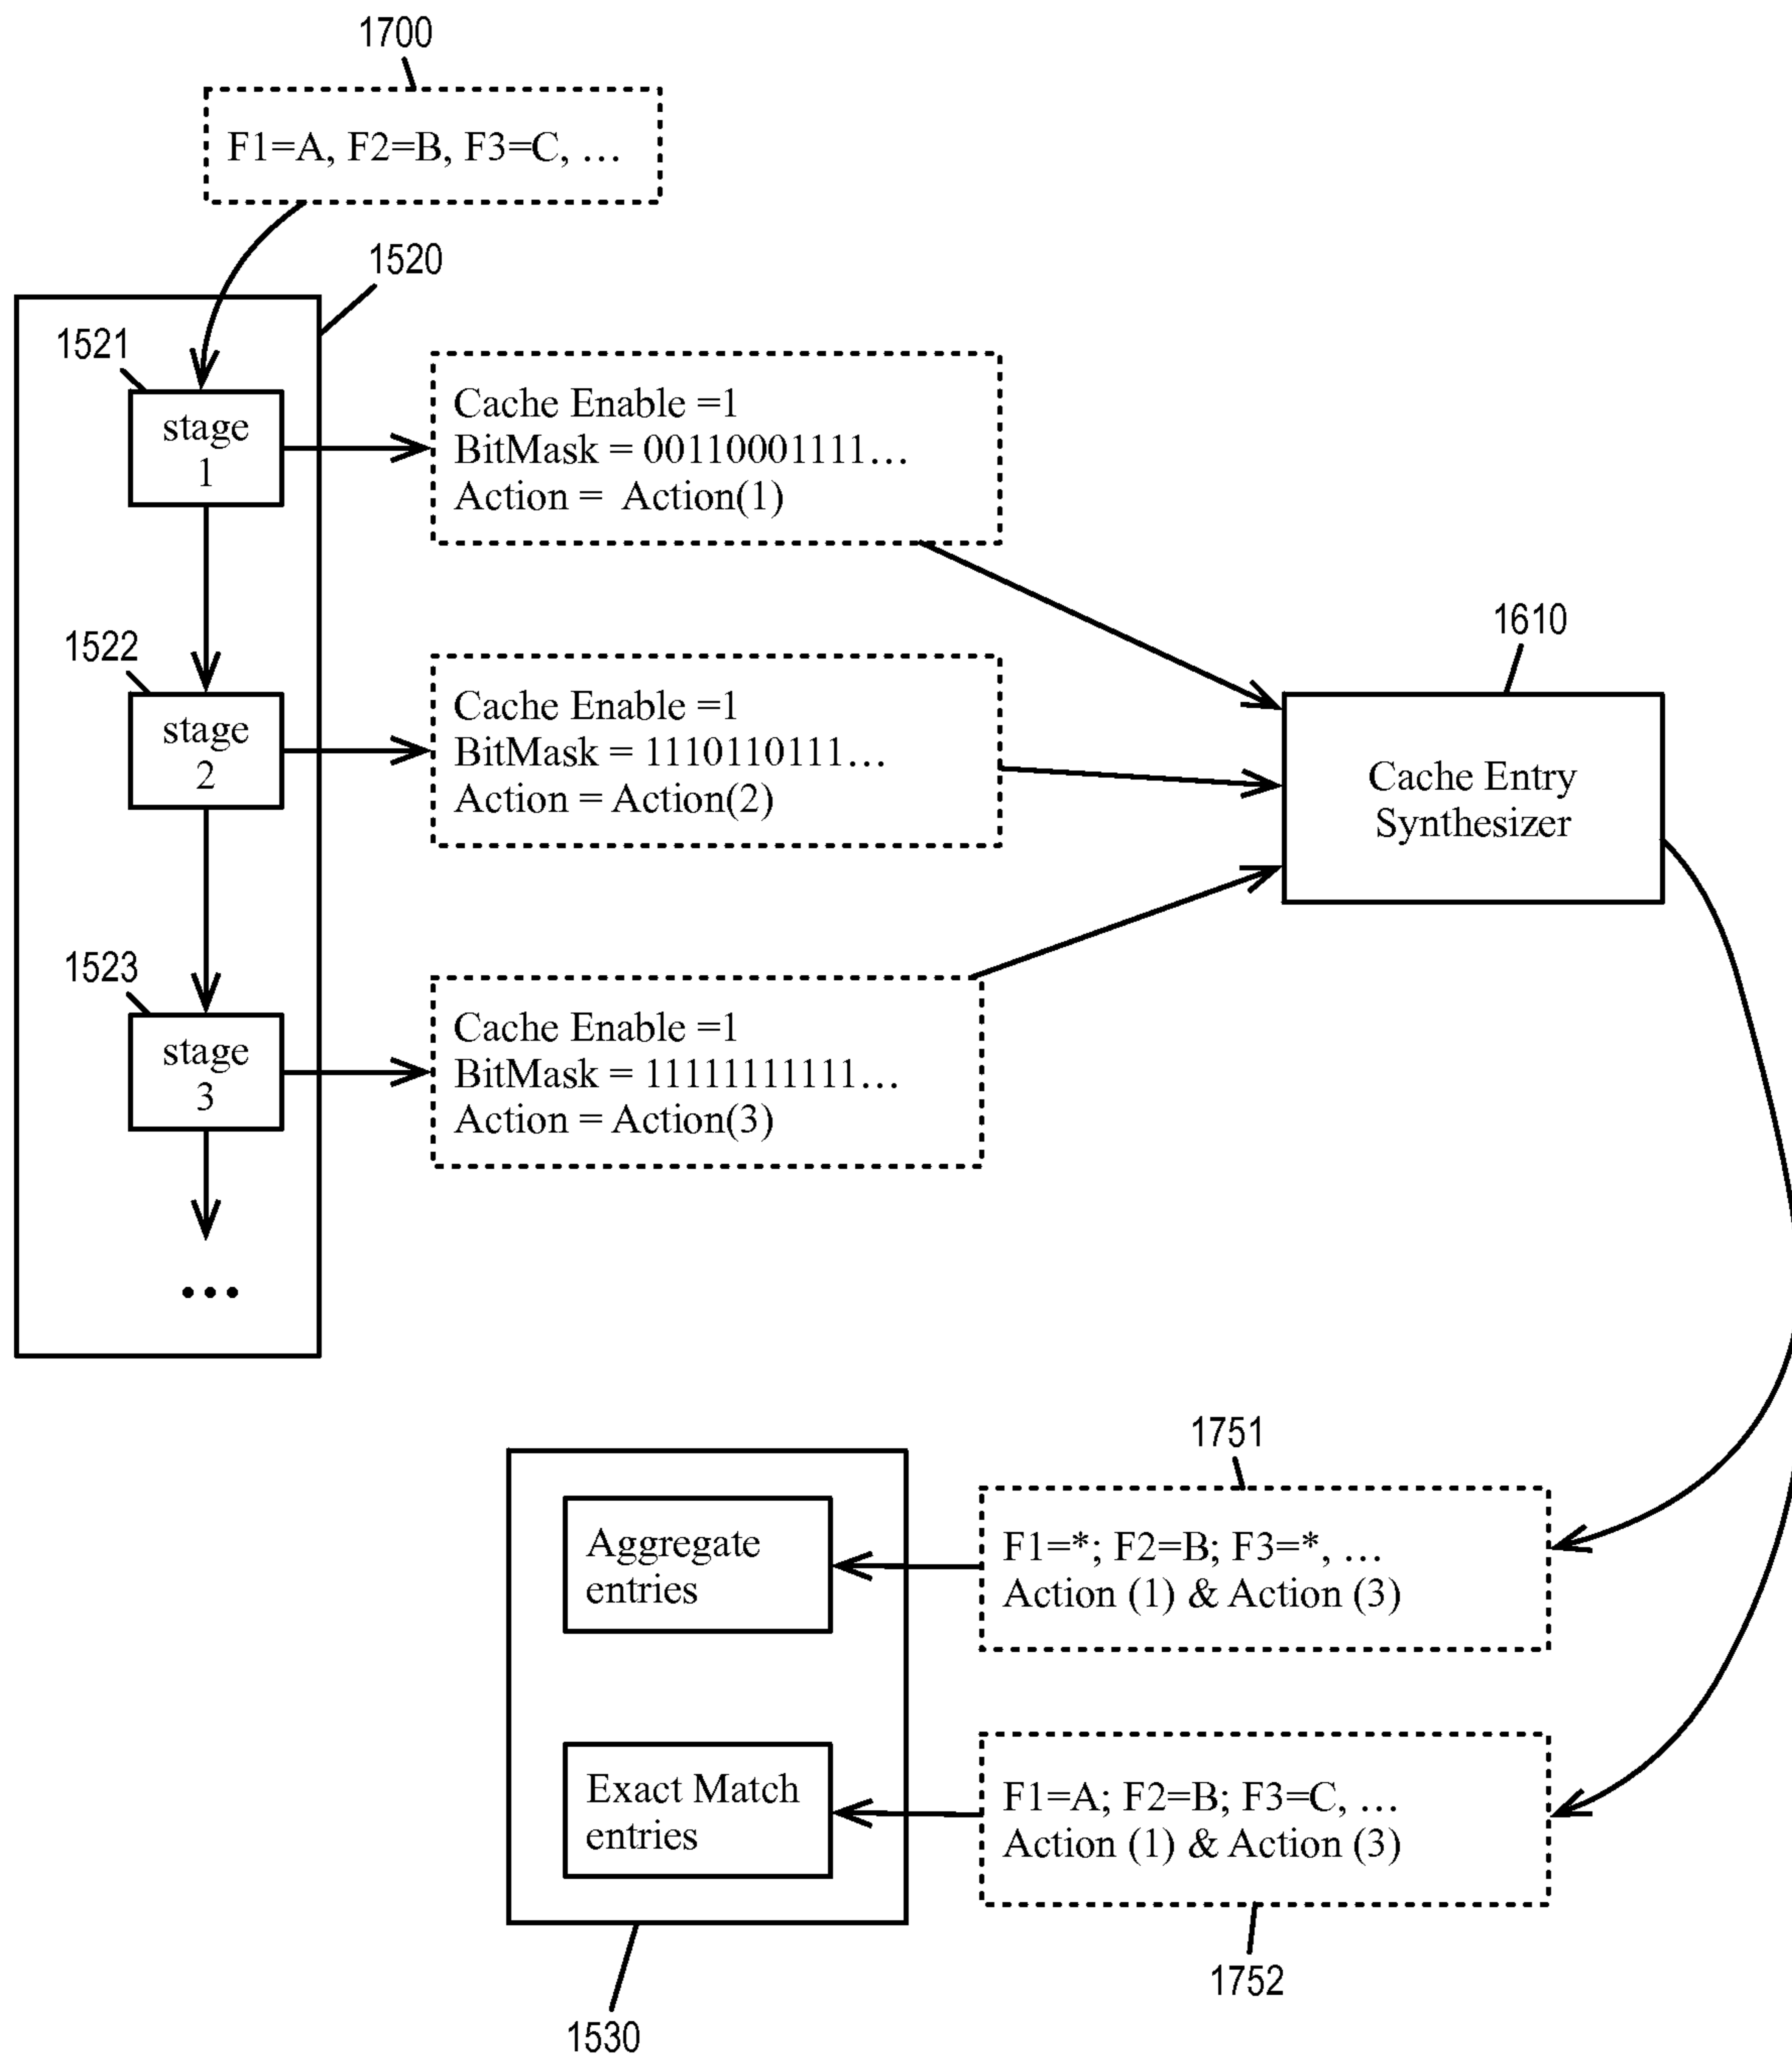 1700
F1=A, F2=B, F3=C, …
1520
1521
stage
1
Cache Enable =1
BitMask = 00110001111…
Action =  Action(1)
1522
stage
2
Cache Enable =1
BitMask = 1110110111…
Action = Action(2)
1610
Cache Entry
Synthesizer
1523
stage
3
Cache Enable =1
BitMask = 11111111111…
Action = Action(3)
…
1751
Aggregate
entries
F1=*; F2=B; F3=*, …
Action (1) & Action (3)
Exact Match
entries
F1=A; F2=B; F3=C, …
Action (1) & Action (3)
1752
1530